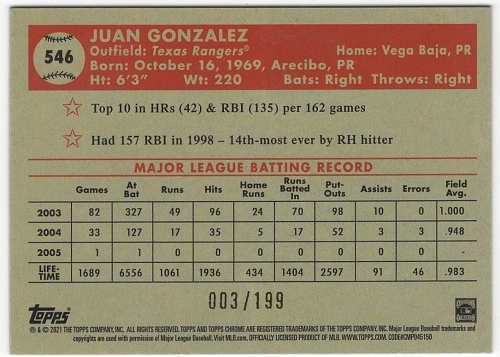 546
JUAN GONZALEZ
Outfield: Texas Rangers® Home: Vega Baja, PR
Born: October 16, 1969, Arecibo, PR
Ht: 6'3" Wt: 220 Bats: Right Throws: Right
Top 10 in HRs (42) & RBI (135) per 162 games
Had 157 RBI in 1998 – 14th-most ever by RH hitter
MAJOR LEAGUE BATTING RECORD
Games At Bat Runs Hits Home Runs Runs Batted In Put-Outs Assists Errors Field Avg.
2003 82 327 49 96 24 70 98 10 0 1.000
2004 33 127 17 35 5 17 52 3 3 .948
2005 1 1 0 0 0 0 0 0 0 —
LIFE-TIME 1689 6556 1061 1936 434 1404 2597 91 46 .983
003/199
TOPPS
® & © 2021 THE TOPPS COMPANY, INC. ALL RIGHTS RESERVED. TOPPS AND TOPPS CHROME ARE REGISTERED TRADEMARKS OF THE TOPPS COMPANY, INC. Major League Baseball trademarks
and copyrights are used with permission of Major League Baseball. Visit MLB.com. OFFICIALLY LICENSED PRODUCT OF MLB. WWW.TOPPS.COM. CODE#CMP045150